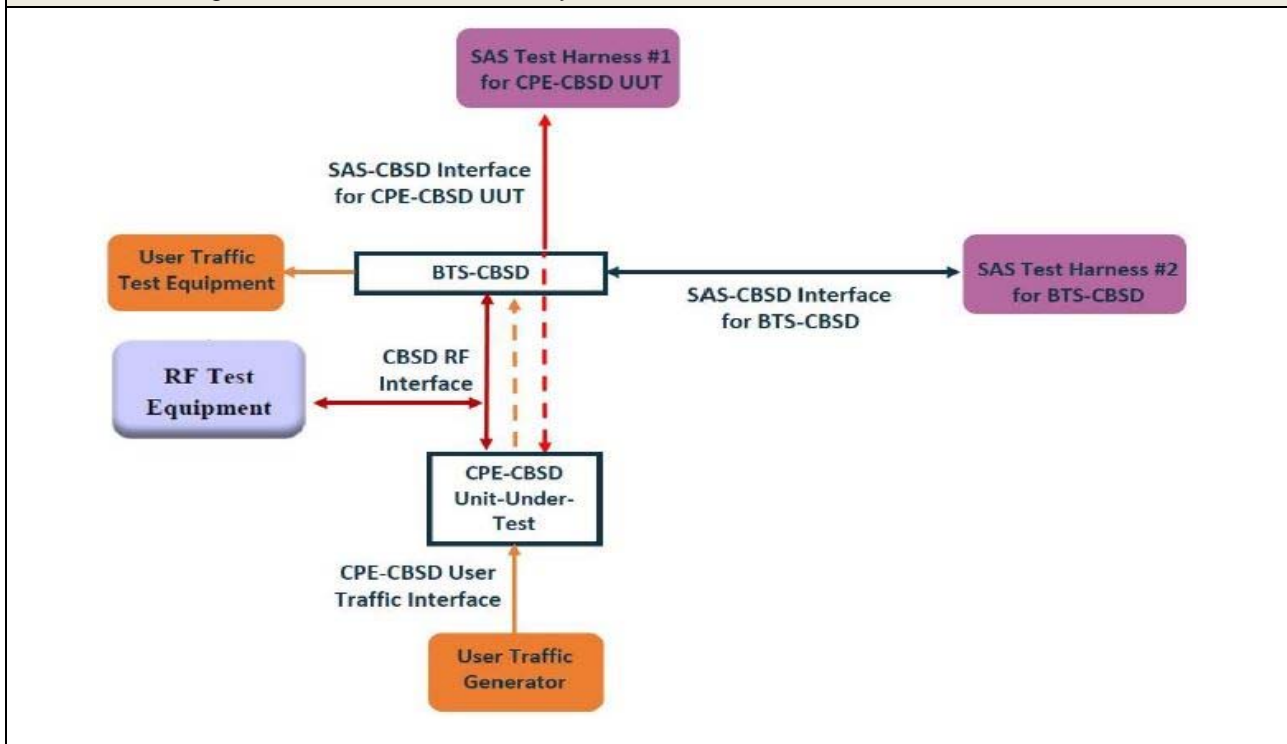 SAS Test Harness #1
for CPE-CBSD UUT
SAS-CBSD Interface
for CPE-CBSD UUT
User Traffic
Test Equipment
BTS-CBSD
SAS Test Harness #2
for BTS-CBSD
SAS-CBSD Interface
for BTS-CBSD
CBSD RF
Interface
RF Test
Equipment
CPE-CBSD
Unit-Under-
Test
CPE-CBSD User
Traffic Interface
User Traffic
Generator